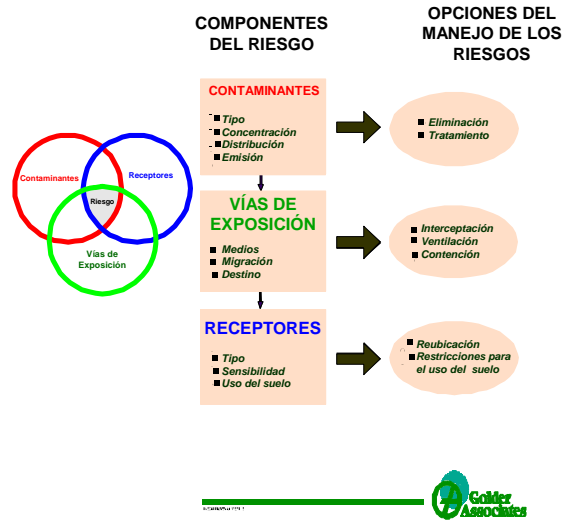 COMPONENTES
DEL RIESGO
OPCIONES DEL
MANEJO DE LOS
RIESGOS
Contaminantes
Receptores
Riesgo
Vías de
Exposición
CONTAMINANTES
Tipo
Concentración
Distribución
Emisión
Eliminación
Tratamiento
VÍAS DE
EXPOSICIÓN
Medios
Migración
Destino
Interceptación
Ventilación
Contención
RECEPTORES
Tipo
Sensibilidad
Uso del suelo
Reubicación
Restricciones para
el uso del suelo
Golder
Associates